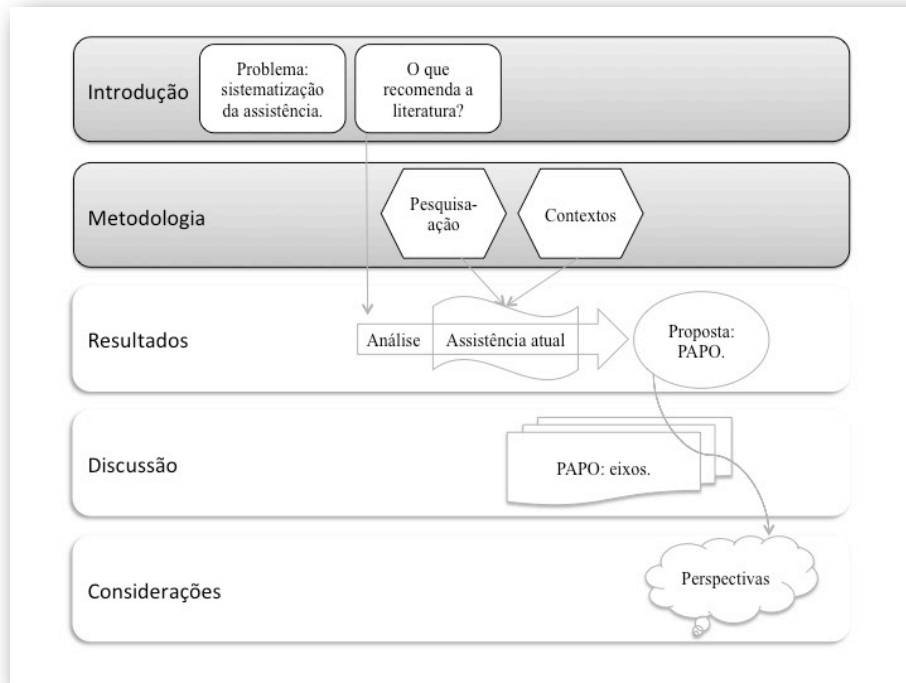 Introdução
Problema:
sistematização
da assistência.
O que
recomenda a
literatura?
Metodologia
Pesquisa-
ação
Contextos
Resultados
Análise
Assistência atual
Proposta:
PAPO.
Discussão
PAPO: eixos.
Considerações
Perspectivas